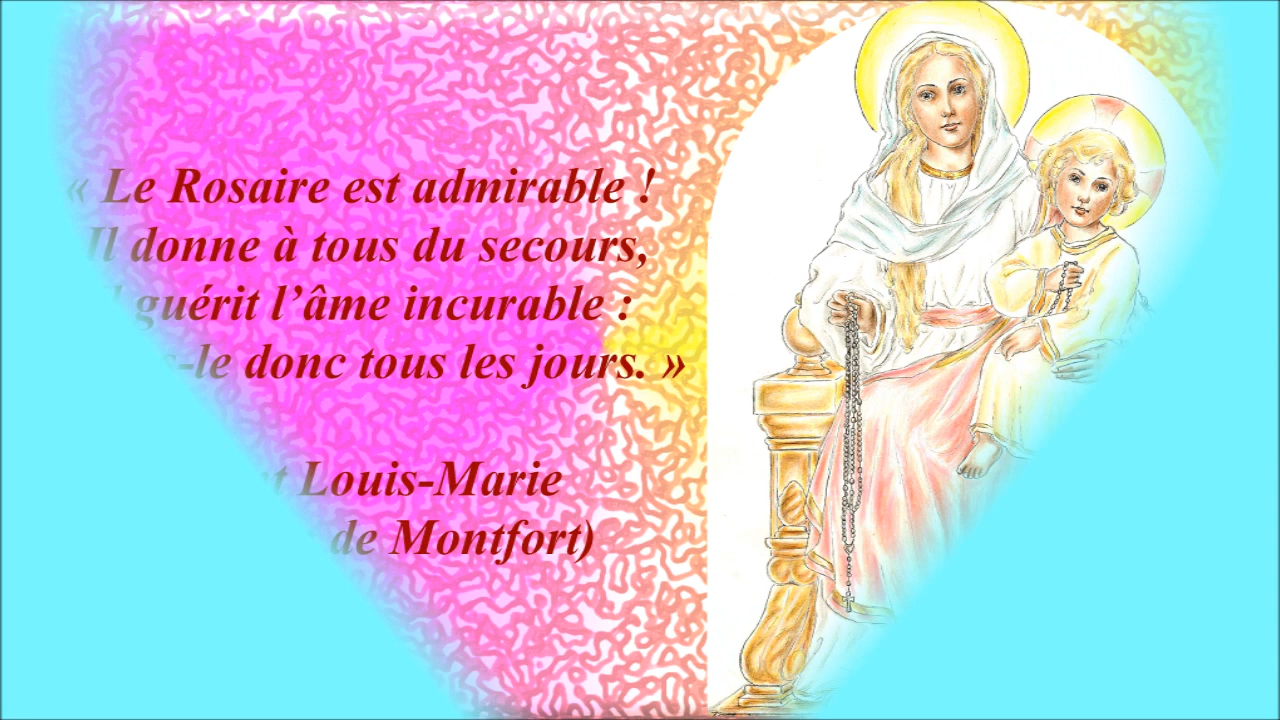 « Le Rosaire est admirable !
Il donne à tous du secours,
guérit l’âme incurable :
-le donc tous les jours. »
Louis-Marie
de Montfort)